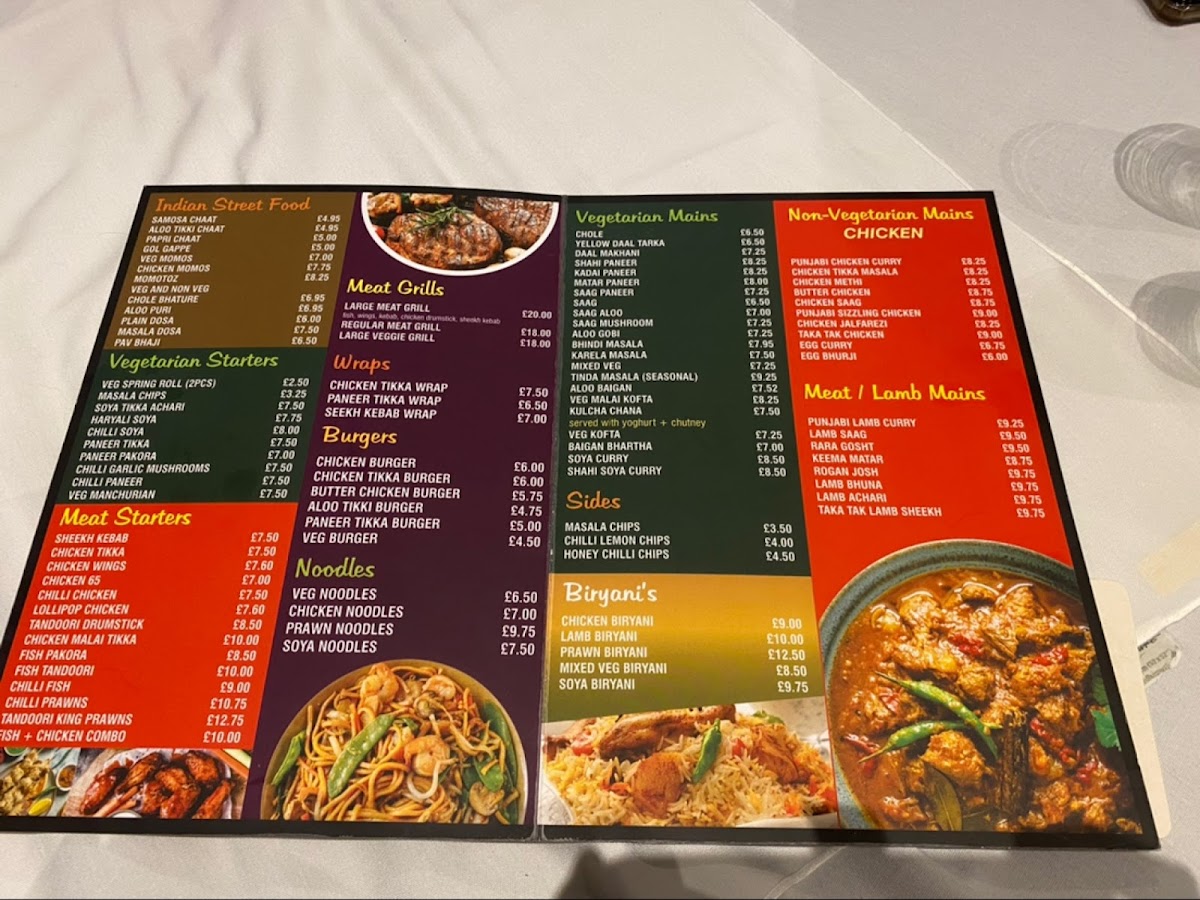 Indian Street Food
SAMOSA CHAAT £4.95
ALOO TIKKI CHAAT £4.95
PAPRI CHAAT £5.00
GOL GAPPE £5.00
VEG MOMOS £7.00
CHICKEN MOMOS £7.75
MOMOTOZ £8.25
VEG AND NON VEG
CHOLE BHATURE £6.95
ALOO PURI £6.95
PLAIN DOSA £6.00
MASALA DOSA £7.50
PAV BHAJI £6.50
Vegetarian Starters
VEG SPRING ROLL (2PCS) £2.50
MASALA CHIPS £3.25
SOYA TIKKA ACHARI £7.50
HARYALI SOYA £7.75
CHILLI SOYA £8.00
PANEER TIKKA £7.50
PANEER PAKORA £7.00
CHILLI GARLIC MUSHROOMS £7.50
CHILLI PANEER £7.50
VEG MANCHURIAN £7.50
Meat Starters
SHEEKH KEBAB £7.50
CHICKEN TIKKA £7.50
CHICKEN WINGS £7.60
CHICKEN 65 £7.00
CHILLI CHICKEN £7.50
LOLLIPOP CHICKEN £7.60
TANDOORI DRUMSTICK £8.50
CHICKEN MALAI TIKKA £10.00
FISH PAKORA £8.50
FISH TANDOORI £10.00
CHILLI FISH £9.00
CHILLI PRAWNS £10.75
TANDOORI KING PRAWNS £12.75
FISH + CHICKEN COMBO £10.00
Meat Grills
LARGE MEAT GRILL £20.00
fish, wings, kebab, chicken drumstick, sheekh kebab
REGULAR MEAT GRILL £18.00
LARGE VEGGIE GRILL £18.00
Wraps
CHICKEN TIKKA WRAP £7.50
PANEER TIKKA WRAP £6.50
SEEKH KEBAB WRAP £7.00
Burgers
CHICKEN BURGER £6.00
CHICKEN TIKKA BURGER £6.00
BUTTER CHICKEN BURGER £5.75
ALOO TIKKI BURGER £4.75
PANEER TIKKA BURGER £5.00
VEG BURGER £4.50
Noodles
VEG NOODLES £6.50
CHICKEN NOODLES £7.00
PRAWN NOODLES £9.75
SOYA NOODLES £7.50
Vegetarian Mains
CHOLE £6.50
YELLOW DAAL TARKA £6.50
DAAL MAKHANI £7.25
SHAHI PANEER £8.25
KADAI PANEER £8.25
MATAR PANEER £8.00
SAAG PANEER £7.25
SAAG £6.50
SAAG ALOO £7.00
SAAG MUSHROOM £7.25
ALOO GOBI £7.25
BHINDI MASALA £7.95
KARELA MASALA £7.50
MIXED VEG £7.25
TINDA MASALA (SEASONAL) £9.25
ALOO BAIGAN £7.52
VEG MALAI KOFTA £8.25
KULCHA CHANA £7.50
served with yoghurt + chutney
VEG KOFTA £7.25
BAIGAN BHARTHA £7.00
SOYA CURRY £8.50
SHAHI SOYA CURRY £8.50
Sides
MASALA CHIPS £3.50
CHILLI LEMON CHIPS £4.00
HONEY CHILLI CHIPS £4.50
Biryani's
CHICKEN BIRYANI £9.00
LAMB BIRYANI £10.00
PRAWN BIRYANI £12.50
MIXED VEG BIRYANI £8.50
SOYA BIRYANI £9.75
Non-Vegetarian Mains
CHICKEN
PUNJABI CHICKEN CURRY £8.25
CHICKEN TIKKA MASALA £8.25
CHICKEN METHI £8.25
BUTTER CHICKEN £8.75
CHICKEN SAAG £8.75
PUNJABI SIZZLING CHICKEN £9.00
CHICKEN JALFAREZI £8.25
TAKA TAK CHICKEN £9.00
EGG CURRY £6.75
EGG BHURJI £6.00
Meat / Lamb Mains
PUNJABI LAMB CURRY £9.25
LAMB SAAG £9.50
RARA GOSHT £9.50
KEEMA MATAR £8.75
ROGAN JOSH £9.75
LAMB BHUNA £9.75
LAMB ACHARI £9.75
TAKA TAK LAMB SHEEKH £9.75